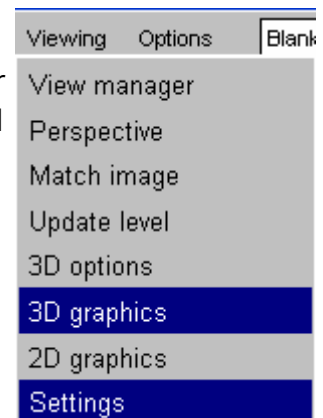 Viewing Options Blank
View manager
Perspective
Match image
Update level
3D options
3D graphics
2D graphics
Settings